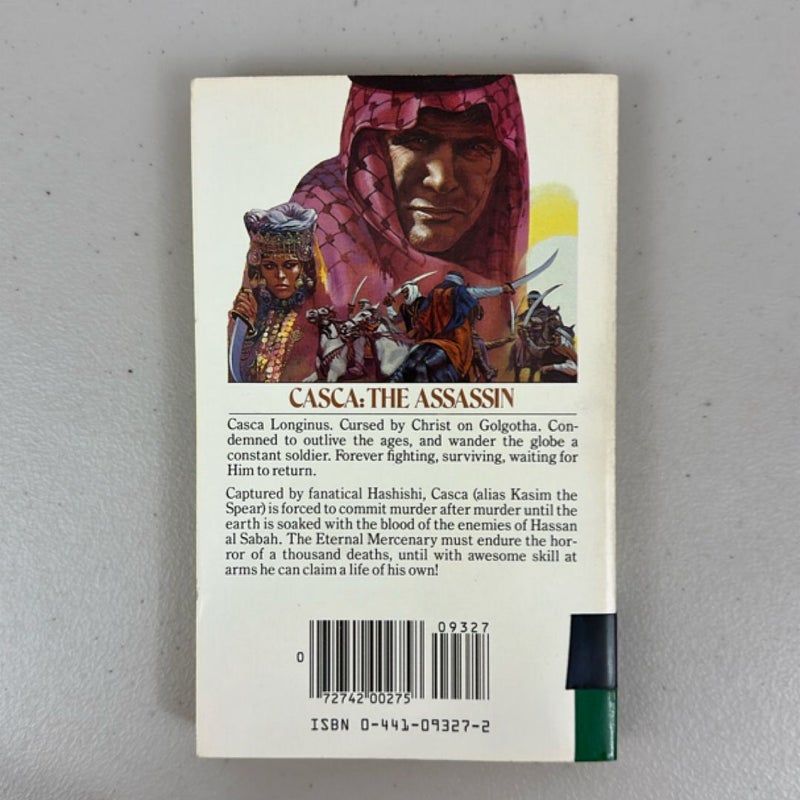 CASCA: THE ASSASSIN
Casca Longinus. Cursed by Christ on Golgotha. Con-
demned to outlive the ages, and wander the globe a
constant soldier. Forever fighting, surviving, waiting for
Him to return.
Captured by fanatical Hashishi, Casca (alias Kasim the
Spear) is forced to commit murder after murder until the
earth is soaked with the blood of the enemies of Hassan
al Sabah. The Eternal Mercenary must endure the hor-
ror of a thousand deaths, until with awesome skill at
arms he can claim a life of his own!
09327
0
72742 00275
ISBN 0-441-09327-2